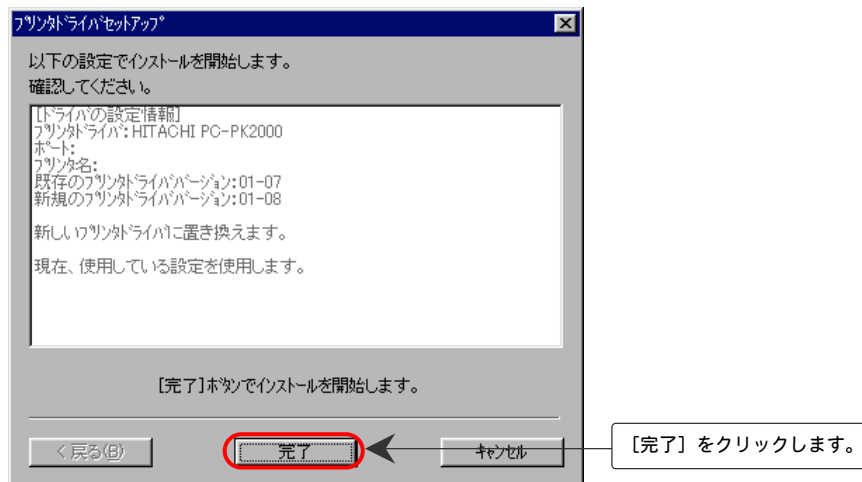 ﾌﾟﾘﾝﾀﾄﾞﾗｲﾊﾞｾｯﾄｱｯﾌﾟ
以下の設定でｲﾝｽﾄｰﾙを開始します。
確認してください。
[ﾄﾞﾗｲﾊﾞの設定情報]
ﾌﾟﾘﾝﾀﾄﾞﾗｲﾊﾞ: HITACHI PC-PK2000
ﾎﾟｰﾄ:
ﾌﾟﾘﾝﾀ名:
既存のﾌﾟﾘﾝﾀﾄﾞﾗｲﾊﾞﾊﾞｰｼﾞｮﾝ:01-07
新規のﾌﾟﾘﾝﾀﾄﾞﾗｲﾊﾞﾊﾞｰｼﾞｮﾝ:01-08
新しいﾌﾟﾘﾝﾀﾄﾞﾗｲﾊﾞに置き換えます。
現在、使用している設定を使用します。
[完了]ﾎﾞﾀﾝでｲﾝｽﾄｰﾙを開始します。
< 戻る(B)
完了
ｷｬﾝｾﾙ
［完了］をクリックします。